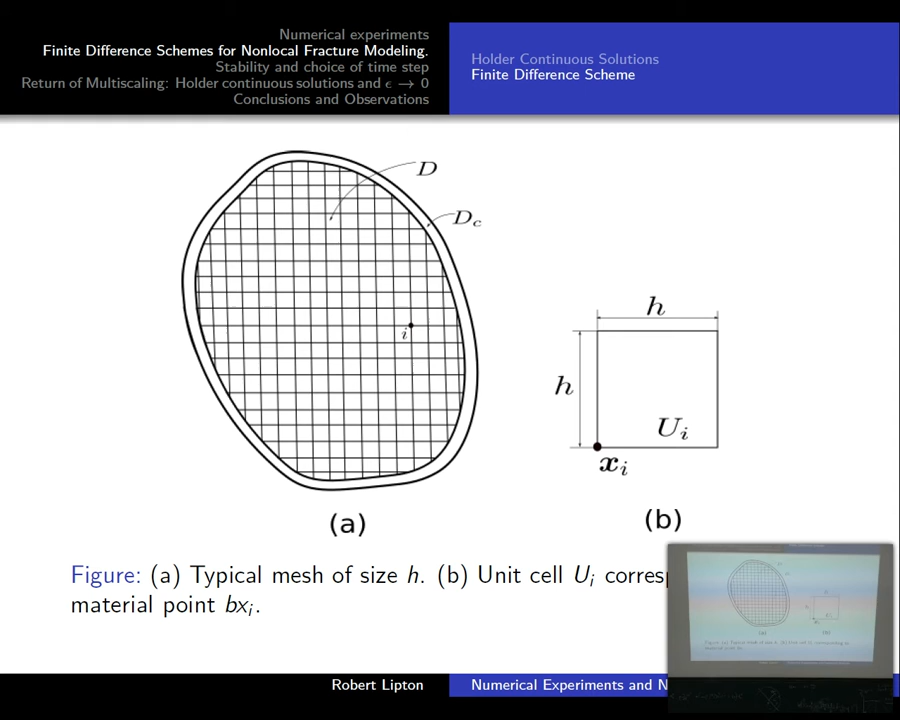 Numerical experiments
Finite Difference Schemes for Nonlocal Fracture Modeling.
Stability and choice of time step
Return of Multiscaling: Holder continuous solutions and ϵ → 0
Conclusions and Observations
Holder Continuous Solutions
Finite Difference Scheme
D
D_c
i
h
h
U_i
x_i
(a)
(b)
Figure: (a) Typical mesh of size h. (b) Unit cell U_i
material point bx_i.
Robert Lipton
Numerical Experiments and